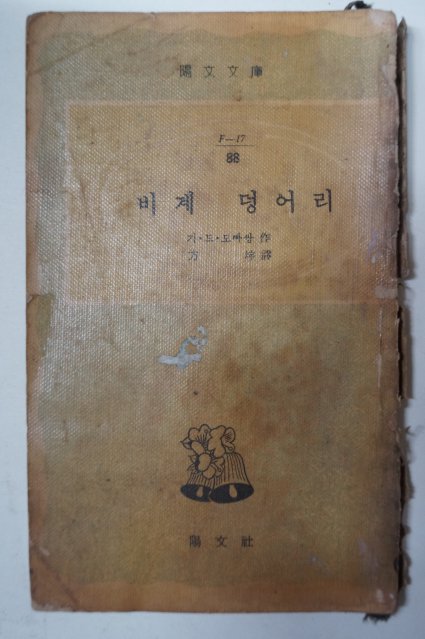 陽文文庫
F—17
88
비계 덩어리
기·드·모빠쌍 作
方 坤 譯
陽文社